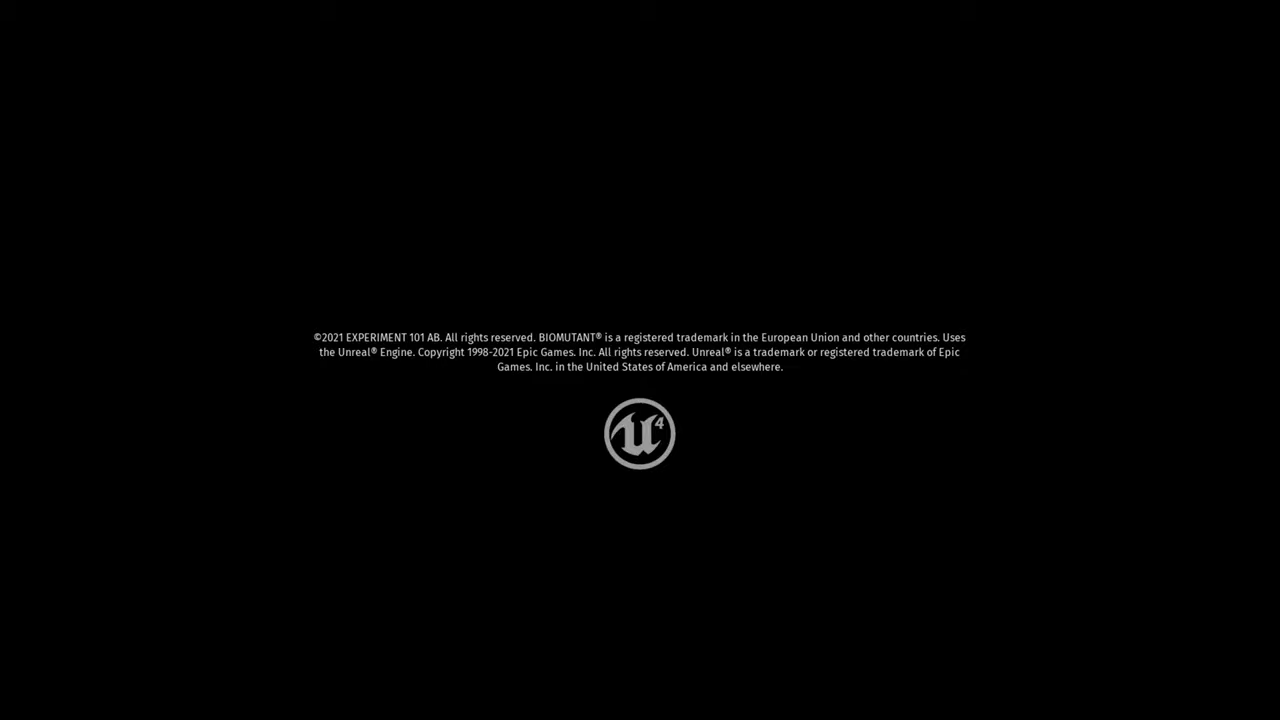 ©2021 EXPERIMENT 101 AB. All rights reserved. BIOMUTANT® is a registered trademark in the European Union and other countries. Uses
the Unreal® Engine. Copyright 1998-2021 Epic Games. Inc. All rights reserved. Unreal® is a trademark or registered trademark of Epic
Games. Inc. in the United States of America and elsewhere.
U4